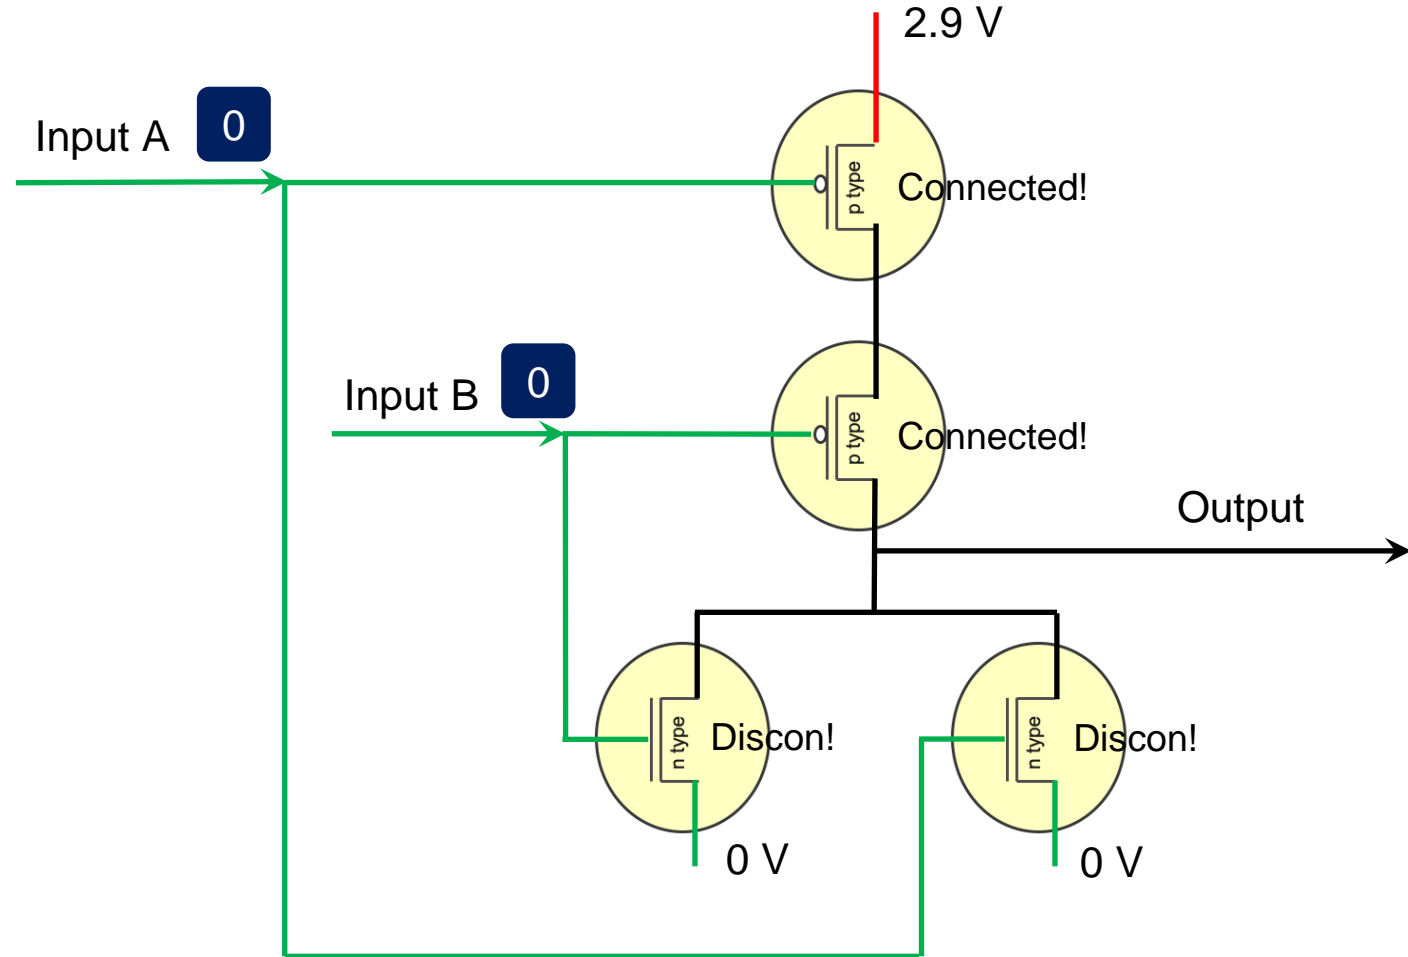 2.9 V
Input A
0
p type
Connected!
Input B
0
p type
Connected!
Output
n type
Discon!
n type
Discon!
0 V
0 V